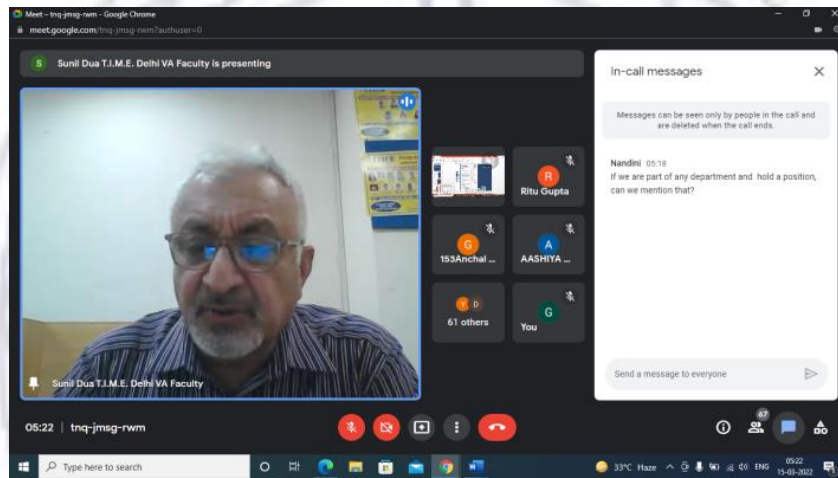 Meet – tnq-jmsg-rwm - Google Chrome
meet.google.com/tnq-jmsg-rwm?authuser=0
S Sunil Dua T.I.M.E. Delhi VA Faculty is presenting
In-call messages
Messages can be seen only by people in the call and
are deleted when the call ends.
Nandini 05:18
If we are part of any department and hold a position,
can we mention that?
R
Ritu Gupta
G
153Anchal ...
A
AASHIYA ...
Y D
61 others
G
You
Sunil Dua T.I.M.E. Delhi VA Faculty
Send a message to everyone
05:22 | tnq-jmsg-rwm
67
Type here to search
33°C Haze
ENG
05:22
15-03-2022